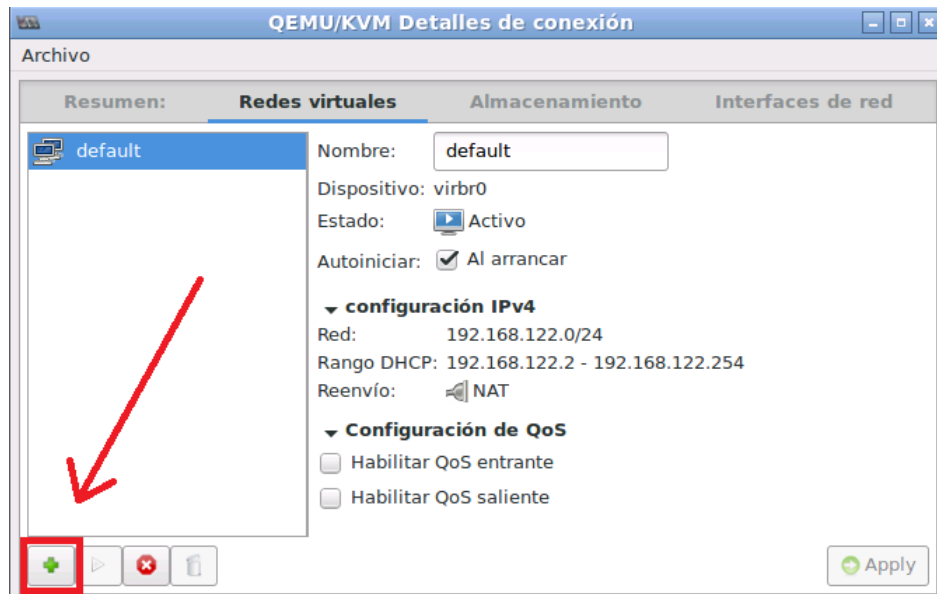 QEMU/KVM Detalles de conexión
Archivo
Resumen: Redes virtuales Almacenamiento Interfaces de red
default
Nombre: default
Dispositivo: virbr0
Estado: Activo
Autoiniciar: Al arrancar
configuración IPv4
Red: 192.168.122.0/24
Rango DHCP: 192.168.122.2 - 192.168.122.254
Reenvío: NAT
Configuración de QoS
Habilitar QoS entrante
Habilitar QoS saliente
Apply